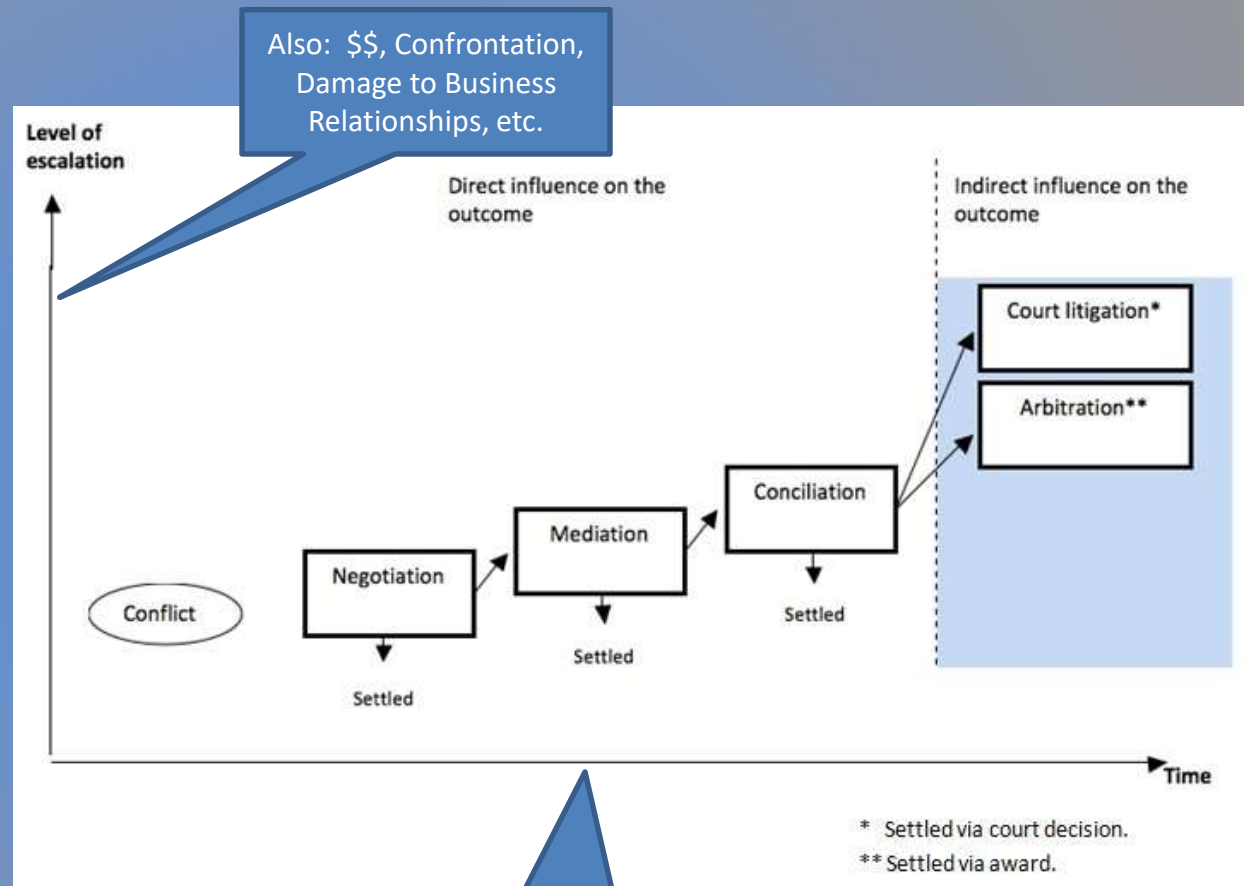 Also:  $$, Confrontation,
Damage to Business
Relationships, etc.
Level of
escalation
Direct influence on the
outcome
Indirect influence on the
outcome
Court litigation*
Arbitration**
Conciliation
Mediation
Negotiation
Conflict
Settled
Settled
Settled
Time
* Settled via court decision.
** Settled via award.